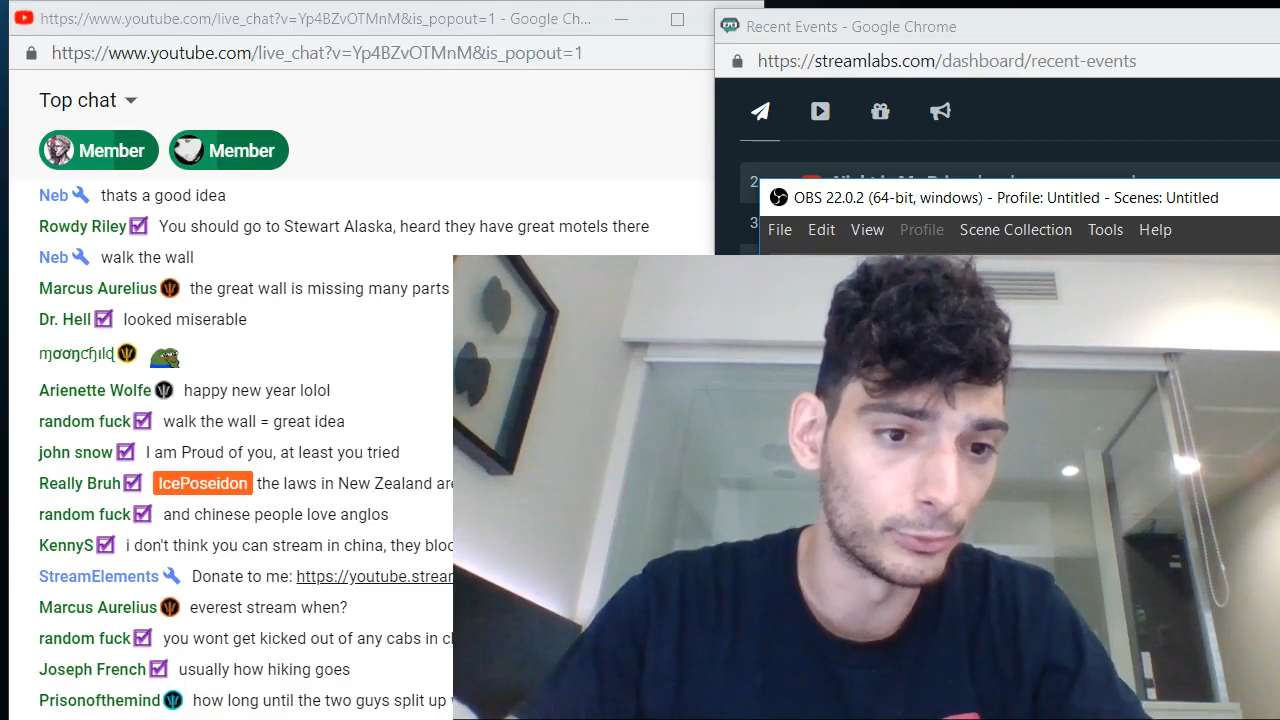 https://www.youtube.com/live_chat?v=Yp4BZvOTMnM&is_popout=1 - Google Ch...
https://www.youtube.com/live_chat?v=Yp4BZvOTMnM&is_popout=1
Top chat
Member
Member
Neb thats a good idea
Rowdy Riley You should go to Stewart Alaska, heard they have great motels there
Neb walk the wall
Marcus Aurelius the great wall is missing many parts
Dr. Hell looked miserable
Arienette Wolfe happy new year lolol
random fuck walk the wall = great idea
john snow I am Proud of you, at least you tried
Really Bruh IcePoseidon the laws in New Zealand are
random fuck and chinese people love anglos
KennyS i don't think you can stream in china, they bloc
StreamElements Donate to me: https://youtube.strean
Marcus Aurelius everest stream when?
random fuck you wont get kicked out of any cabs in
Joseph French usually how hiking goes
Prisonofthemind how long until the two guys split up
Recent Events - Google Chrome
https://streamlabs.com/dashboard/recent-events
2
3
OBS 22.0.2 (64-bit, windows) - Profile: Untitled - Scenes: Untitled
File Edit View Profile Scene Collection Tools Help